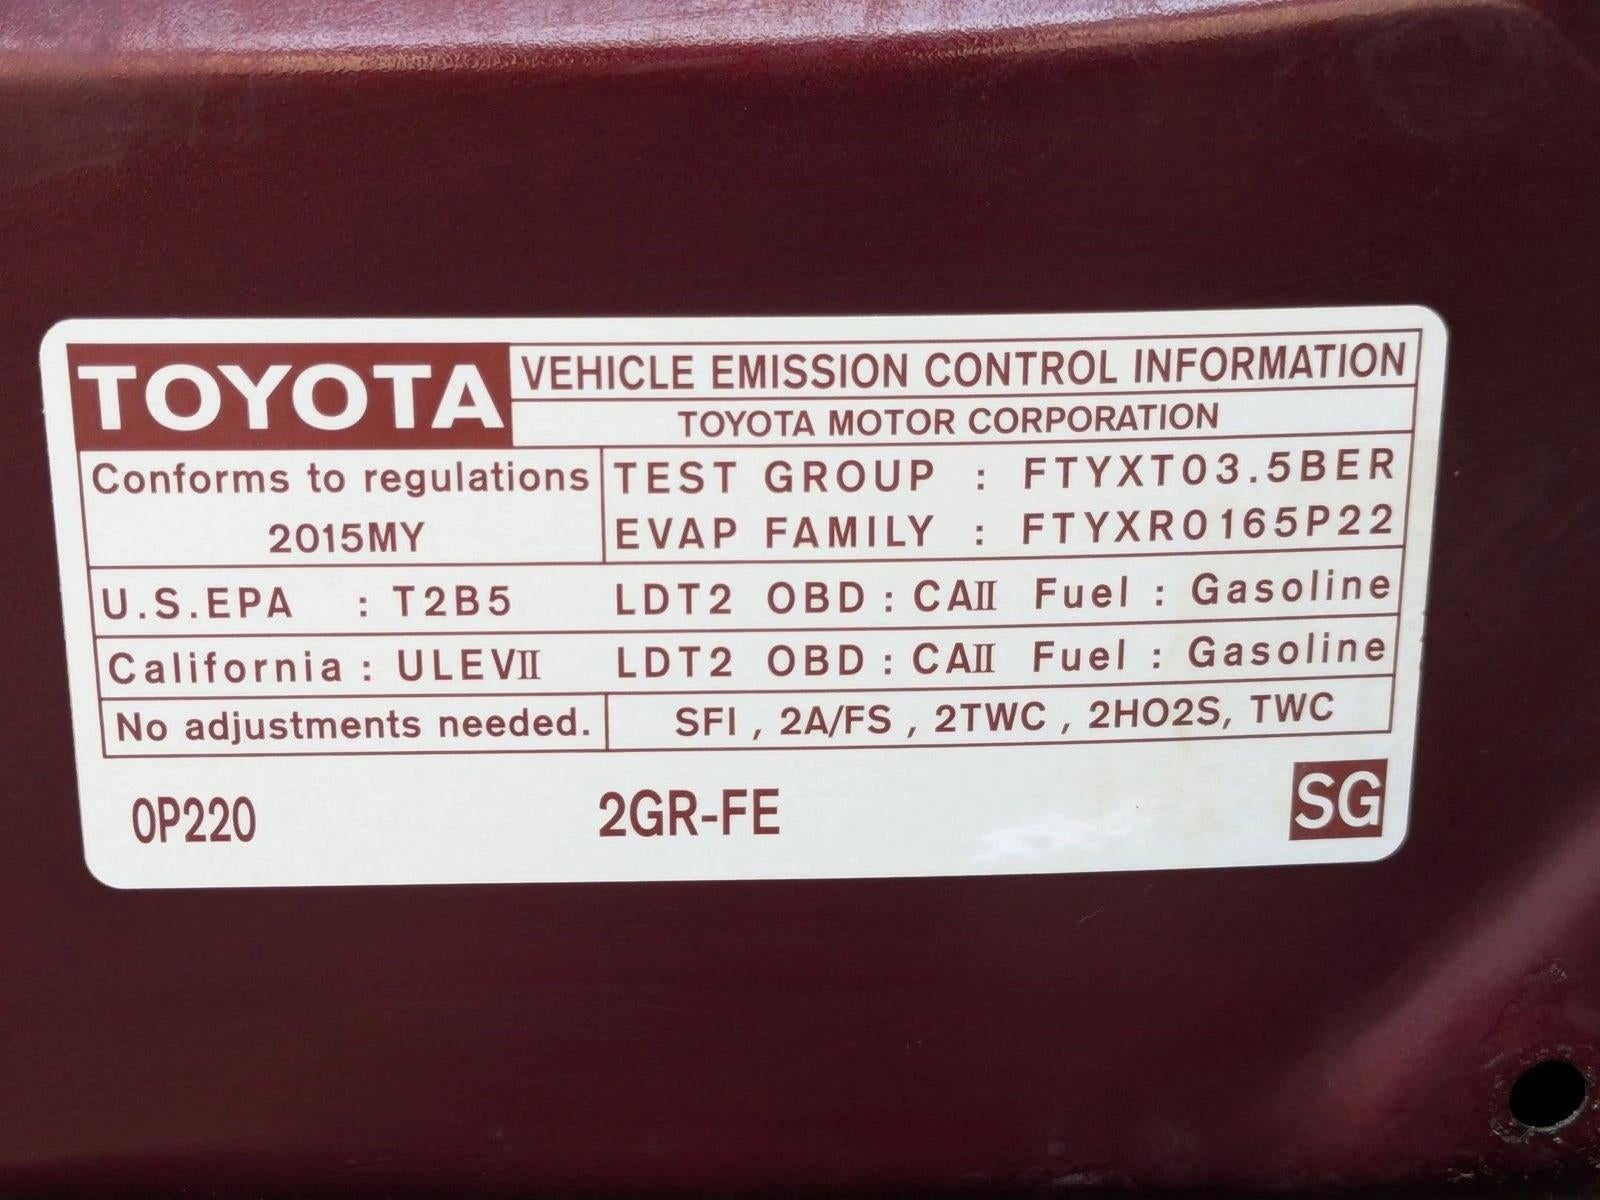 TOYOTA
VEHICLE EMISSION CONTROL INFORMATION
TOYOTA MOTOR CORPORATION
Conforms to regulations
2015MY
TEST GROUP : FTYXT03.5BER
EVAP FAMILY : FTYXR0165P22
U.S.EPA : T2B5 LDT2 OBD : CAⅡ Fuel : Gasoline
California : ULEVⅡ LDT2 OBD : CAⅡ Fuel : Gasoline
No adjustments needed. SFI , 2A/FS , 2TWC , 2HO2S, TWC
0P220 2GR-FE SG